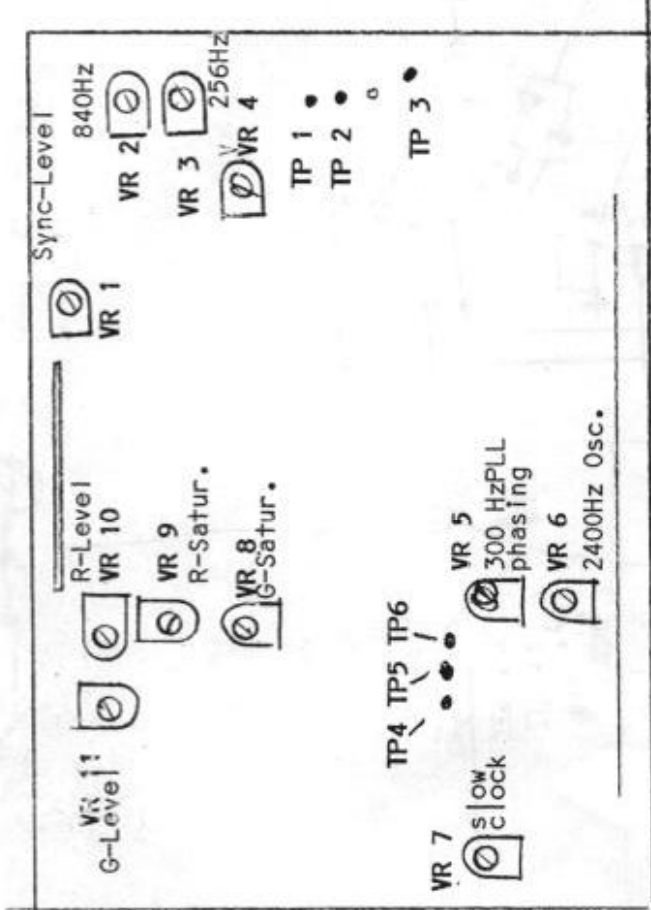 Sync-Level
840Hz
VR 2
VR 3
256Hz
VR 4
VR 1
TP 1
TP 2
TP 3
R-Level
VR 10
VR 9
R-Satur.
VR 8
G-Satur.
VR 11
G-Level
TP4 TP5 TP6
VR 5
300 HzPLL
phasing
VR 6
2400Hz Osc.
VR 7
slow
clock